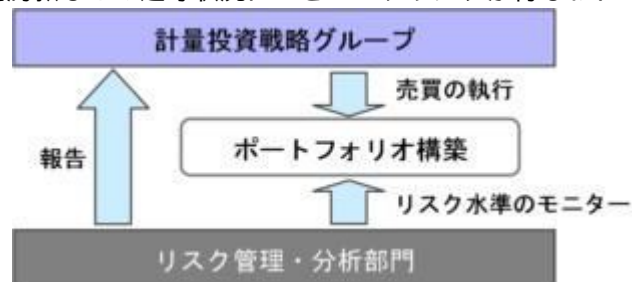 計量投資戦略グループ
売買の執行
報告
ポートフォリオ構築
リスク水準のモニター
リスク管理・分析部門